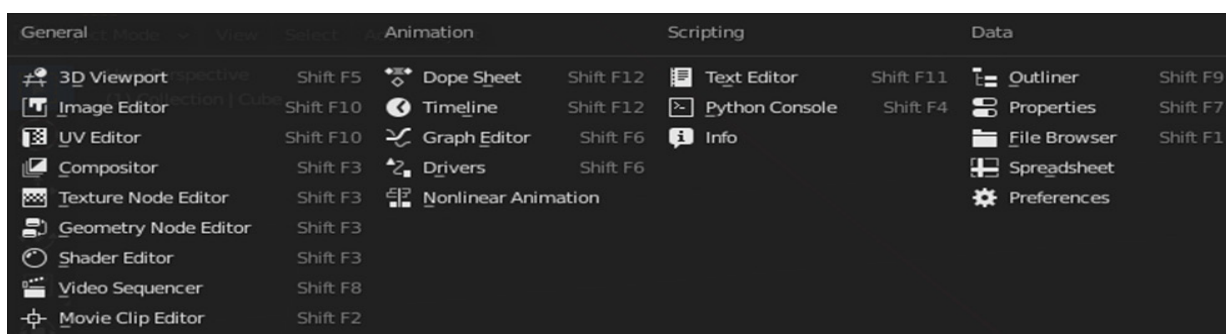 General
3D Viewport Shift F5
Image Editor Shift F10
UV Editor Shift F10
Compositor Shift F3
Texture Node Editor Shift F3
Geometry Node Editor Shift F3
Shader Editor Shift F3
Video Sequencer Shift F8
Movie Clip Editor Shift F2
Animation
Dope Sheet Shift F12
Timeline Shift F12
Graph Editor Shift F6
Drivers Shift F6
Nonlinear Animation
Scripting
Text Editor Shift F11
Python Console Shift F4
Info
Data
Outliner Shift F9
Properties Shift F7
File Browser Shift F1
Spreadsheet
Preferences